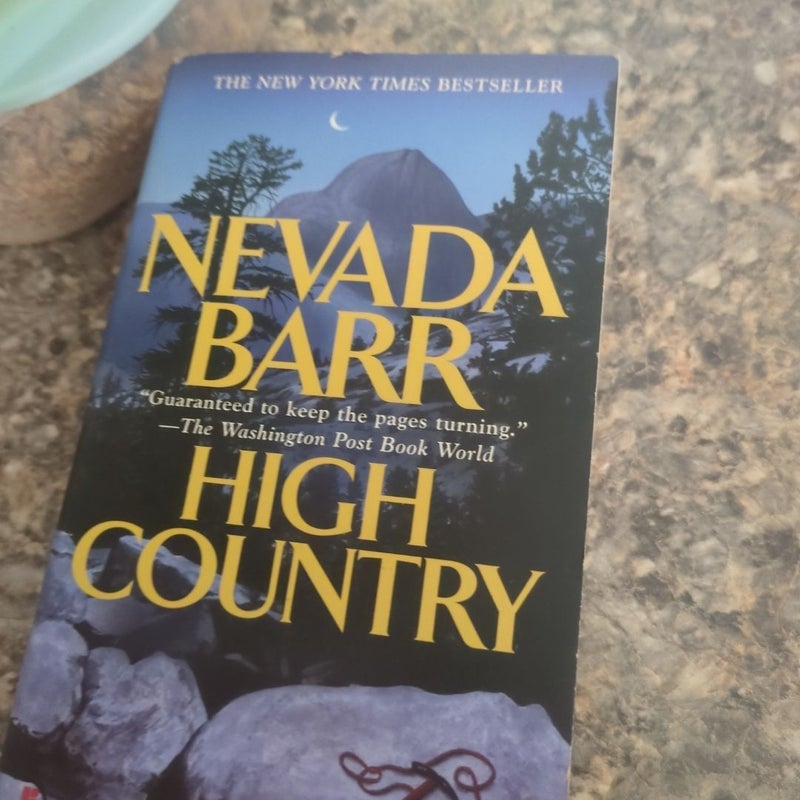 THE NEW YORK TIMES BESTSELLER
NEVADA
BARR
"Guaranteed to keep the pages turning."
—The Washington Post Book World
HIGH
COUNTRY